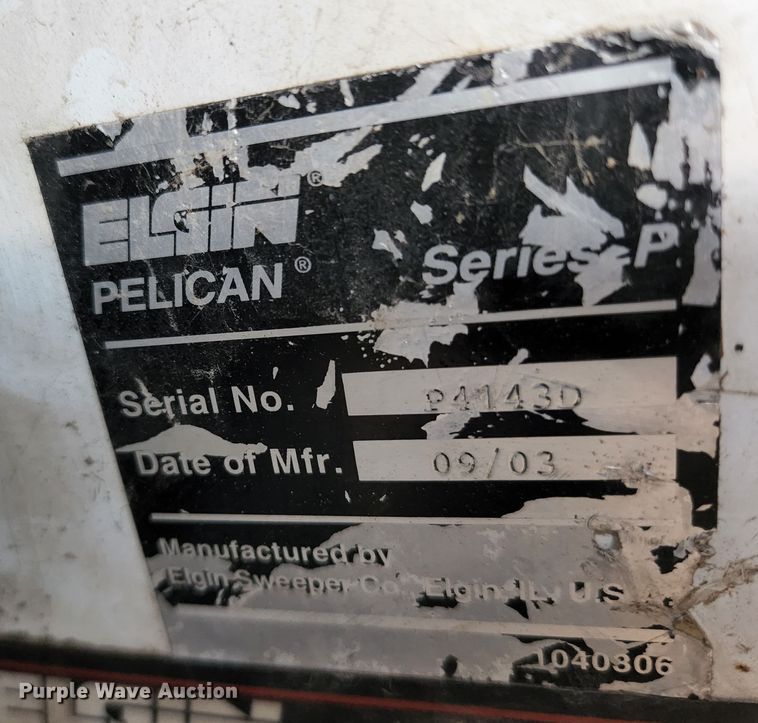 ELGIN®
PELICAN®
Series-P
Serial No. P4143D
Date of Mfr. 09/03
Manufactured by
Elgin Sweeper Co., Elgin, IL, U.S.
1040306
Purple Wave Auction